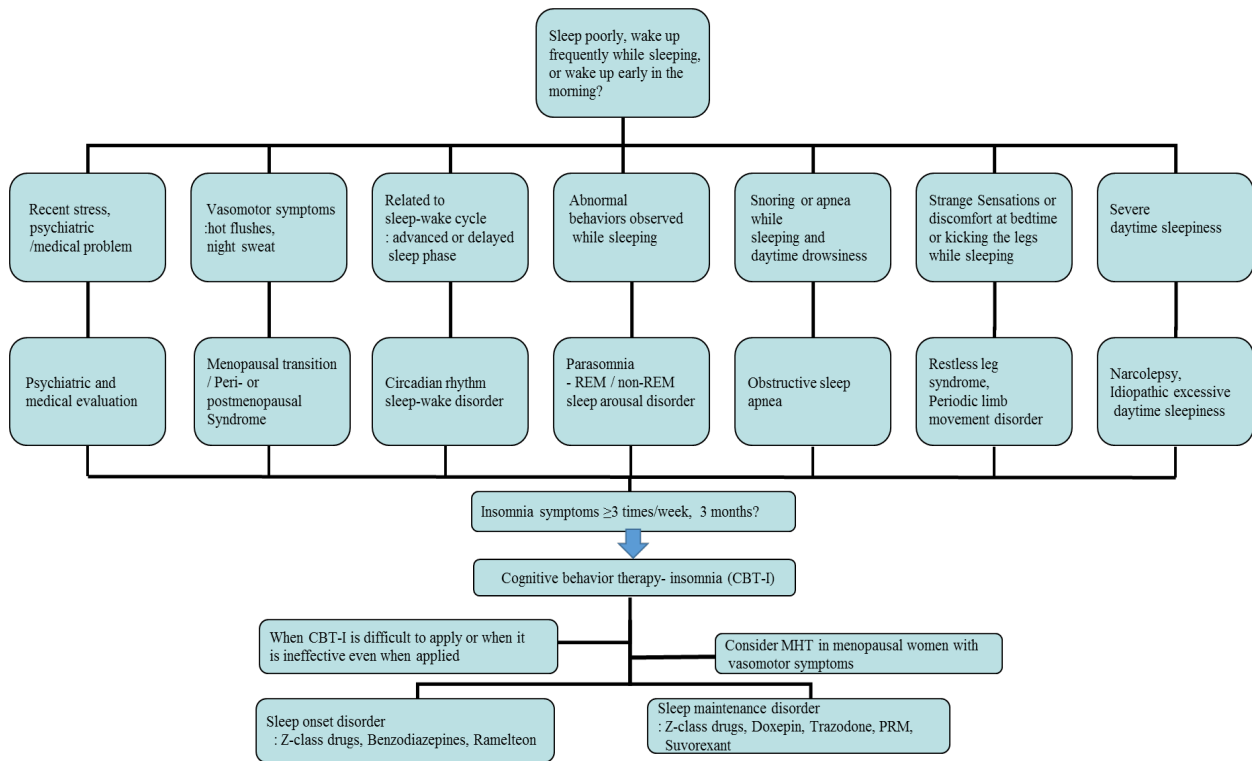 Sleep poorly, wake up
frequently while sleeping,
or wake up early in the
morning?
Recent stress,
psychiatric
/medical problem
Vasomotor symptoms
:hot flushes,
night sweat
Related to
sleep-wake cycle
: advanced or delayed
sleep phase
Abnormal
behaviors observed
while sleeping
Snoring or apnea
while
sleeping and
daytime drowsiness
Strange Sensations or
discomfort at bedtime
or kicking the legs
while sleeping
Severe
daytime sleepiness
Psychiatric and
medical evaluation
Menopausal transition
/ Peri- or
postmenopausal
Syndrome
Circadian rhythm
sleep-wake disorder
Parasomnia
- REM / non-REM
sleep arousal disorder
Obstructive sleep
apnea
Restless leg
syndrome,
Periodic limb
movement disorder
Narcolepsy,
Idiopathic excessive
daytime sleepiness
Insomnia symptoms ≥3 times/week, 3 months?
Cognitive behavior therapy- insomnia (CBT-I)
When CBT-I is difficult to apply or when it
is ineffective even when applied
Consider MHT in menopausal women with
vasomotor symptoms
Sleep onset disorder
: Z-class drugs, Benzodiazepines, Ramelteon
Sleep maintenance disorder
: Z-class drugs, Doxepin, Trazodone, PRM,
Suvorexant